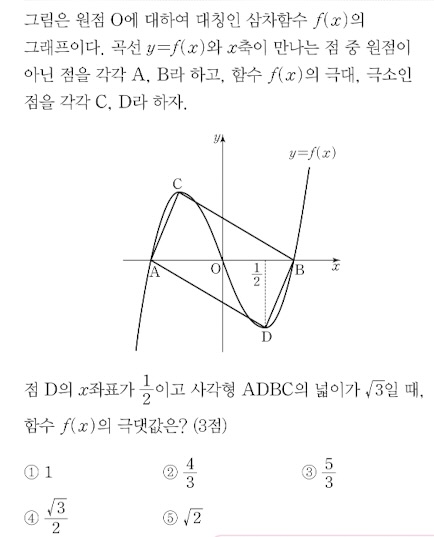 그림은 원점 O에 대하여 대칭인 삼차함수 f(x)의
그래프이다. 곡선 y=f(x)와 x축이 만나는 점 중 원점이
아닌 점을 각각 A, B라 하고, 함수 f(x)의 극대, 극소인
점을 각각 C, D라 하자.
y
y=f(x)
C
A
O
1/2
B
x
D
점 D의 x좌표가 1/2이고 사각형 ADBC의 넓이가 √3일 때,
함수 f(x)의 극댓값은? (3점)
① 1 ② 4/3 ③ 5/3
④ √3/2 ⑤ √2